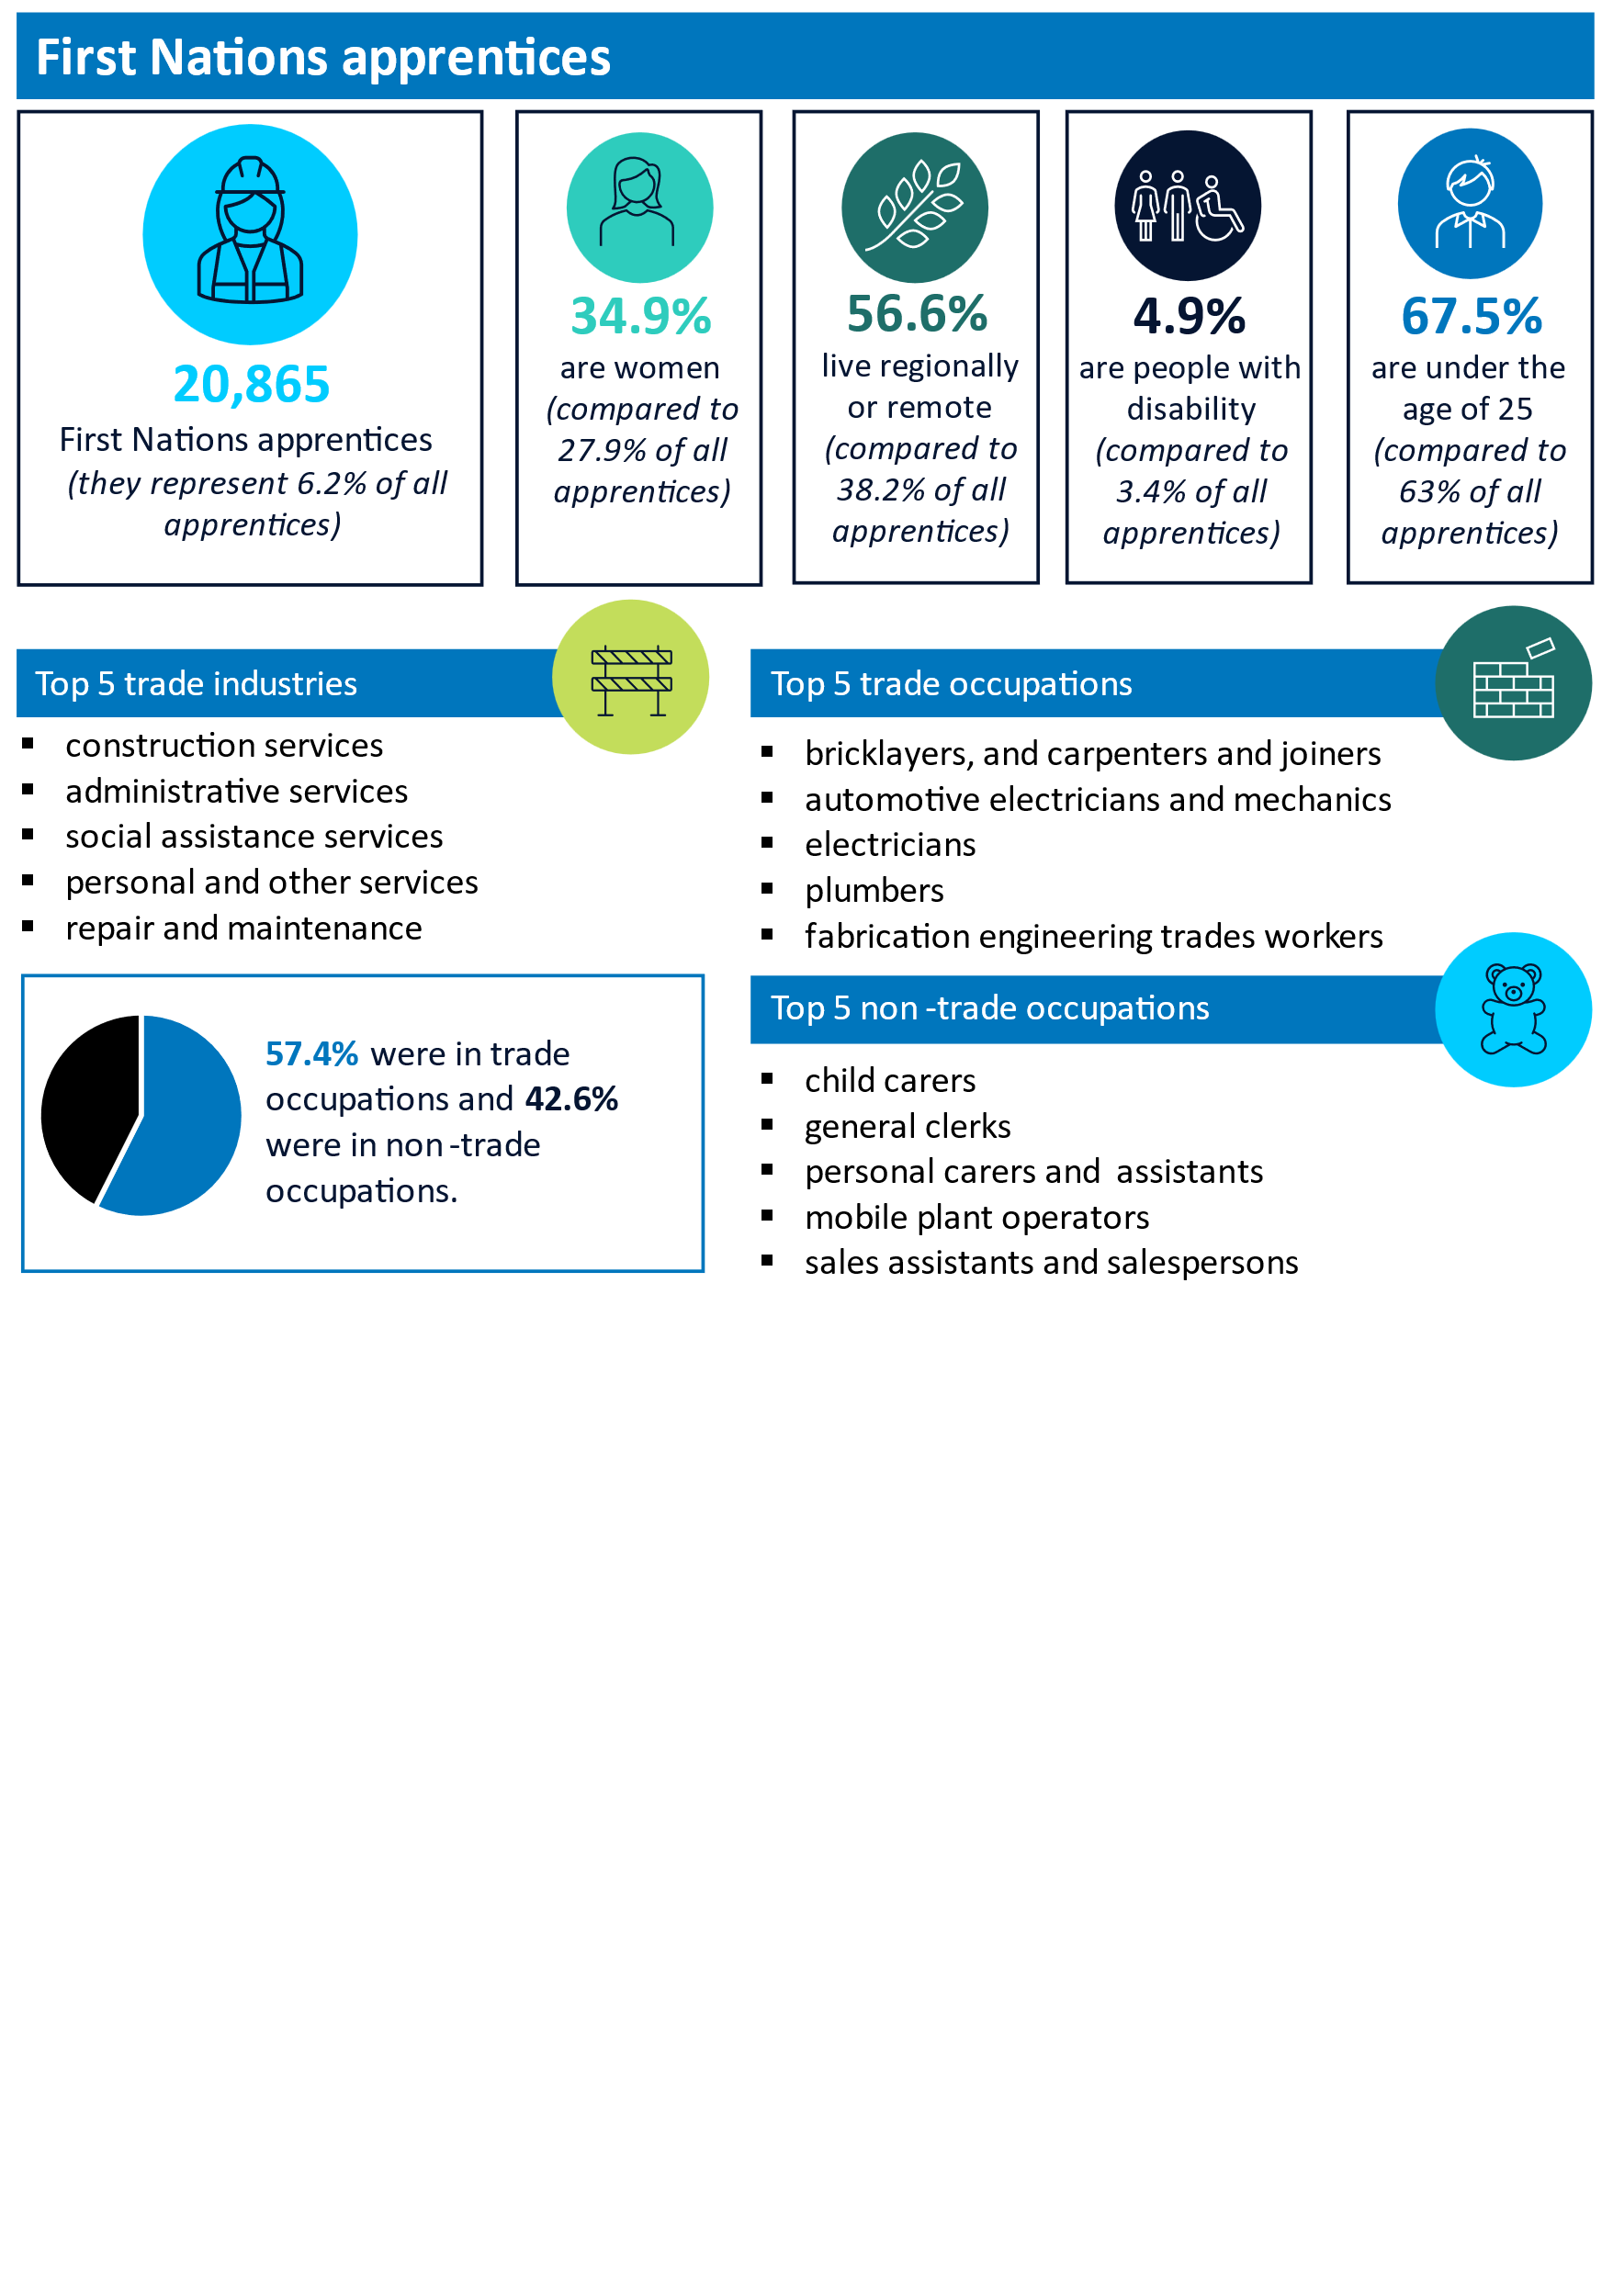 First Nations apprentices
20,865
First Nations apprentices
(they represent 6.2% of all
apprentices)
34.9%
are women
(compared to
27.9% of all
apprentices)
56.6%
live regionally
or remote
(compared to
38.2% of all
apprentices)
4.9%
are people with
disability
(compared to
3.4% of all
apprentices)
67.5%
are under the
age of 25
(compared to
63% of all
apprentices)
Top 5 trade industries
▪ construction services
▪ administrative services
▪ social assistance services
▪ personal and other services
▪ repair and maintenance
57.4% were in trade
occupations and 42.6%
were in non-trade
occupations.
Top 5 trade occupations
▪ bricklayers, and carpenters and joiners
▪ automotive electricians and mechanics
▪ electricians
▪ plumbers
▪ fabrication engineering trades workers
Top 5 non-trade occupations
▪ child carers
▪ general clerks
▪ personal carers and assistants
▪ mobile plant operators
▪ sales assistants and salespersons